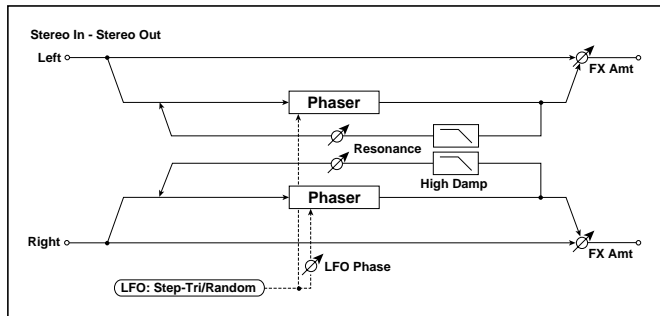 Stereo In - Stereo Out
Left
FX Amt
Phaser
Resonance
High Damp
Phaser
Right
FX Amt
LFO Phase
LFO: Step-Tri/Random